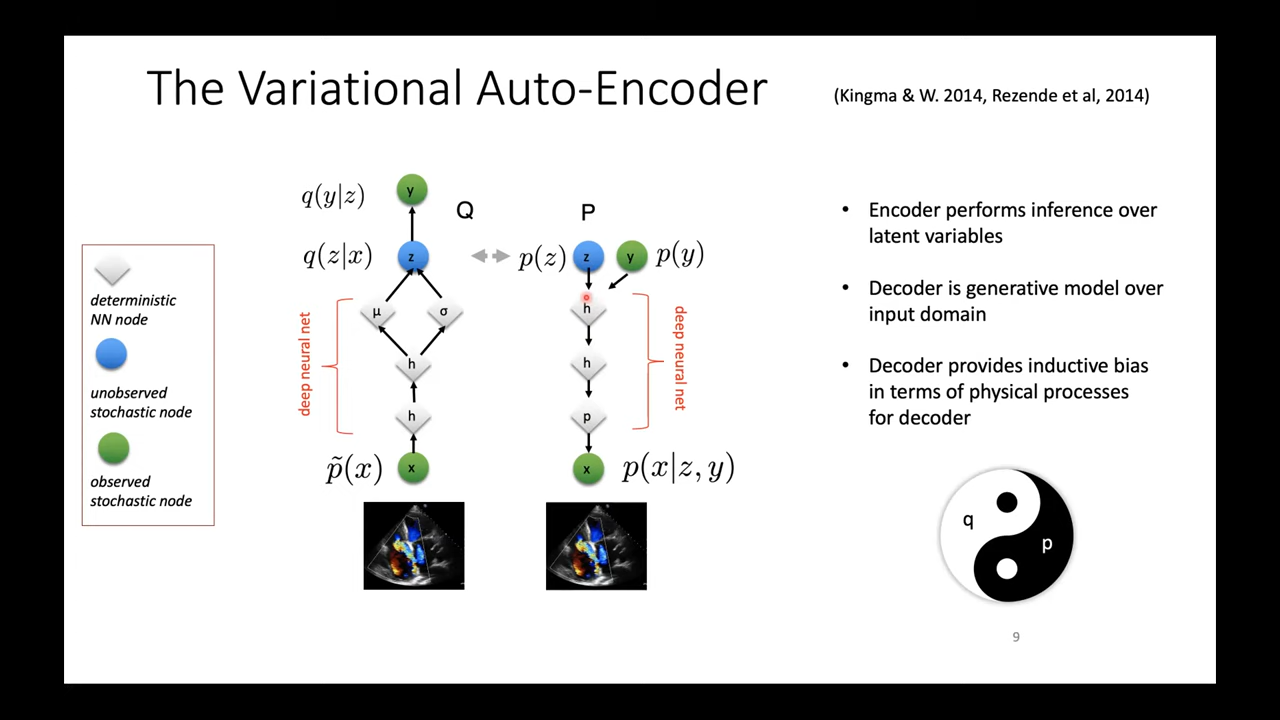 The Variational Auto-Encoder
(Kingma & W. 2014, Rezende et al, 2014)
deterministic
NN node
unobserved
stochastic node
observed
stochastic node
q(y|z)
y
Q
q(z|x)
z
μ
σ
h
h
deep neural net
p̃(x)
x
P
p(z)
z
y
p(y)
h
h
p
deep neural net
x
p(x|z, y)
• Encoder performs inference over
latent variables
• Decoder is generative model over
input domain
• Decoder provides inductive bias
in terms of physical processes
for decoder
q
p
9